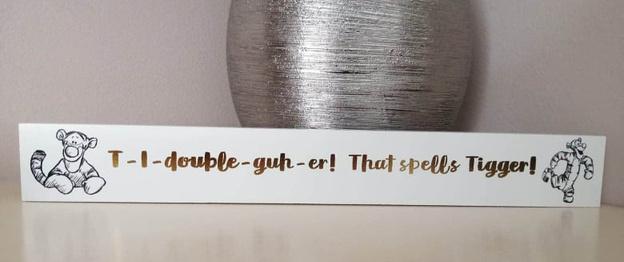 T-I-double-guh-er! That spells Tigger!